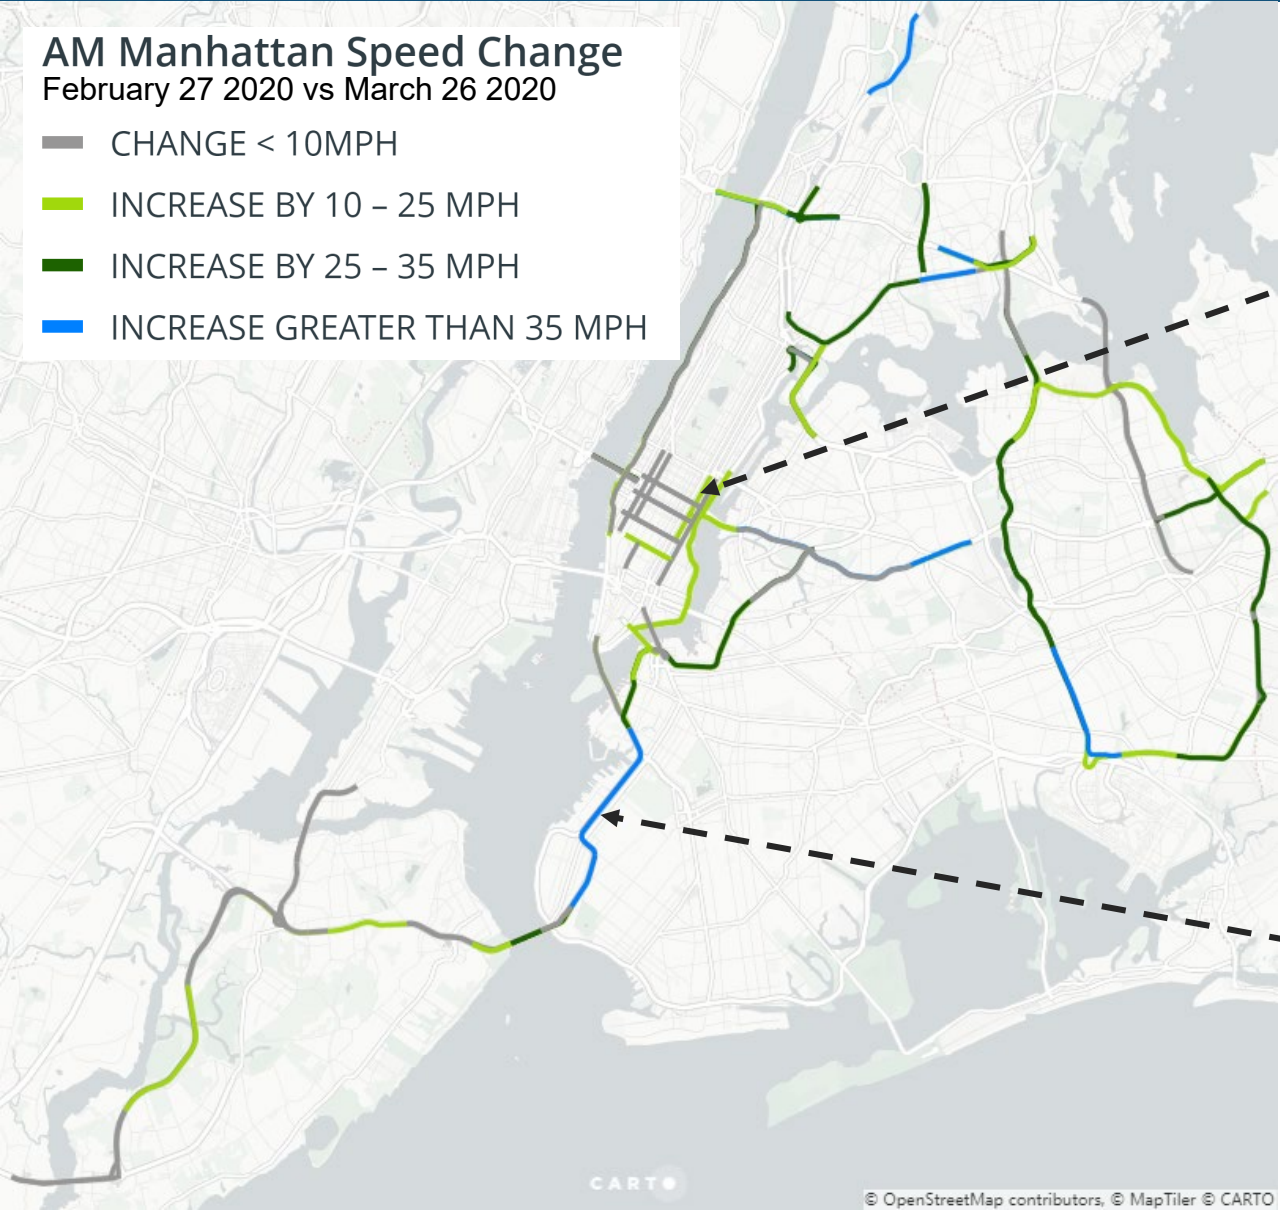 AM Manhattan Speed Change
February 27 2020 vs March 26 2020
CHANGE < 10MPH
INCREASE BY 10 – 25 MPH
INCREASE BY 25 – 35 MPH
INCREASE GREATER THAN 35 MPH
CARTO
© OpenStreetMap contributors, © MapTiler © CARTO